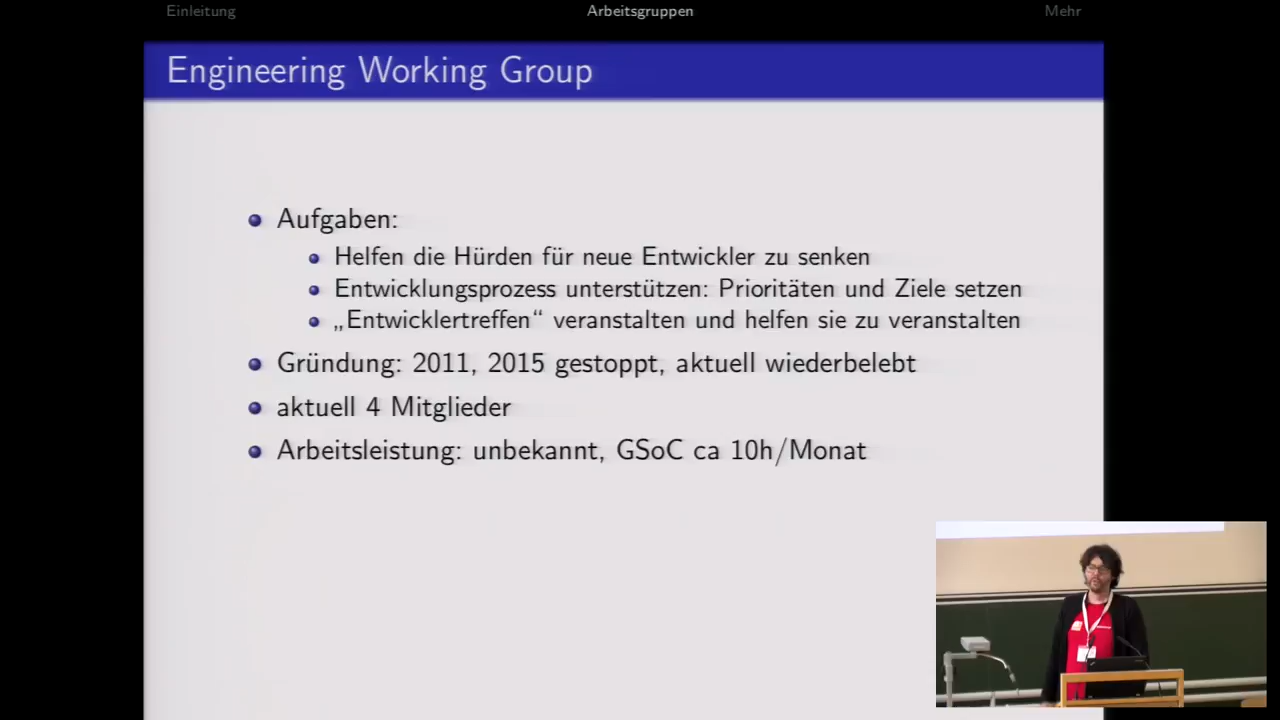 Einleitung Arbeitsgruppen Mehr
Engineering Working Group
Aufgaben:
Helfen die Hürden für neue Entwickler zu senken
Entwicklungsprozess unterstützen: Prioritäten und Ziele setzen
„Entwicklertreffen“ veranstalten und helfen sie zu veranstalten
Gründung: 2011, 2015 gestoppt, aktuell wiederbelebt
aktuell 4 Mitglieder
Arbeitsleistung: unbekannt, GSoC ca 10h/Monat